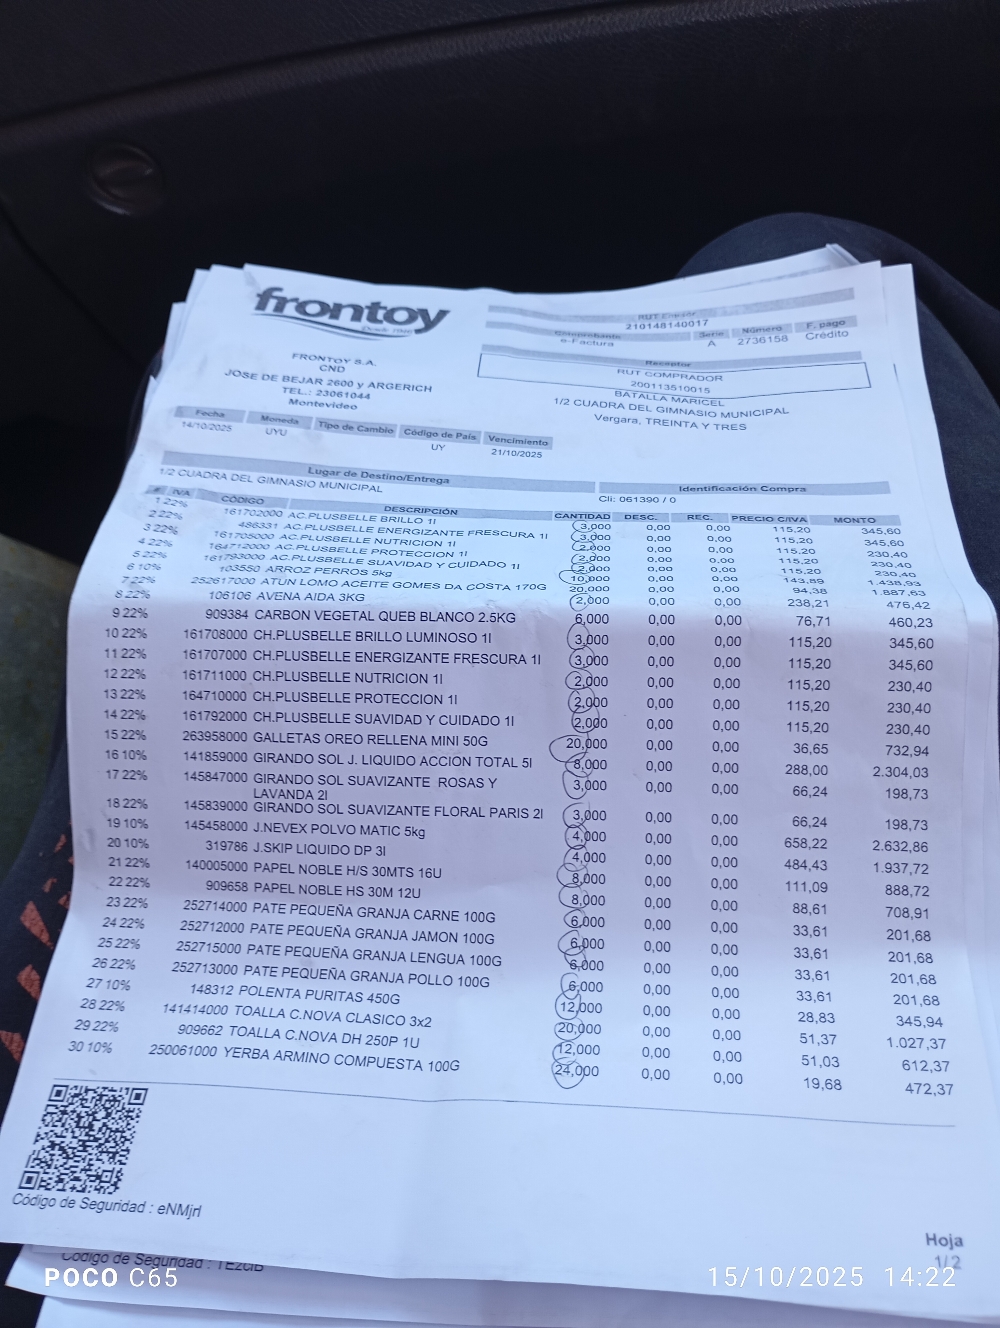 frontoy
Desde 1940
FRONTOY S.A.
CND
JOSE DE BEJAR 2600 y ARGERICH
TEL.: 23061044
Montevideo
RUT Emisor
210148140017
Comprobante Serie Número F. pago
e-Factura A 2736158 Crédito
Receptor
RUT COMPRADOR
200113510015
BATALLA MARICEL
1/2 CUADRA DEL GIMNASIO MUNICIPAL
Vergara, TREINTA Y TRES
Fecha Moneda Tipo de Cambio Código de País Vencimiento
14/10/2025 UYU UY 21/10/2025
Lugar de Destino/Entrega Identificación Compra
1/2 CUADRA DEL GIMNASIO MUNICIPAL Cli: 061390 / 0
# IVA CÓDIGO DESCRIPCIÓN CANTIDAD DESC. REC. PRECIO C/IVA MONTO
1 22% 161702000 AC.PLUSBELLE BRILLO 1l 3,000 0,00 0,00 115,20 345,60
2 22% 486331 AC.PLUSBELLE ENERGIZANTE FRESCURA 1l 3,000 0,00 0,00 115,20 345,60
3 22% 161705000 AC.PLUSBELLE NUTRICION 1l 2,000 0,00 0,00 115,20 230,40
4 22% 164712000 AC.PLUSBELLE PROTECCION 1l 2,000 0,00 0,00 115,20 230,40
5 22% 161793000 AC.PLUSBELLE SUAVIDAD Y CUIDADO 1l 2,000 0,00 0,00 115,20 230,40
6 10% 103550 ARROZ PERROS 5kg 10,000 0,00 0,00 143,89 1.438,93
7 22% 252617000 ATUN LOMO ACEITE GOMES DA COSTA 170G 20,000 0,00 0,00 94,38 1.887,63
8 22% 106106 AVENA AIDA 3KG 2,000 0,00 0,00 238,21 476,42
9 22% 909384 CARBON VEGETAL QUEB BLANCO 2.5KG 6,000 0,00 0,00 76,71 460,23
10 22% 161708000 CH.PLUSBELLE BRILLO LUMINOSO 1l 3,000 0,00 0,00 115,20 345,60
11 22% 161707000 CH.PLUSBELLE ENERGIZANTE FRESCURA 1l 3,000 0,00 0,00 115,20 345,60
12 22% 161711000 CH.PLUSBELLE NUTRICION 1l 2,000 0,00 0,00 115,20 230,40
13 22% 164710000 CH.PLUSBELLE PROTECCION 1l 2,000 0,00 0,00 115,20 230,40
14 22% 161792000 CH.PLUSBELLE SUAVIDAD Y CUIDADO 1l 2,000 0,00 0,00 115,20 230,40
15 22% 263958000 GALLETAS OREO RELLENA MINI 50G 20,000 0,00 0,00 36,65 732,94
16 10% 141859000 GIRANDO SOL J. LIQUIDO ACCION TOTAL 5l 8,000 0,00 0,00 288,00 2.304,03
17 22% 145847000 GIRANDO SOL SUAVIZANTE ROSAS Y 3,000 0,00 0,00 66,24 198,73
LAVANDA 2l
18 22% 145839000 GIRANDO SOL SUAVIZANTE FLORAL PARIS 2l 3,000 0,00 0,00 66,24 198,73
19 10% 145458000 J.NEVEX POLVO MATIC 5kg 4,000 0,00 0,00 658,22 2.632,86
20 10% 319786 J.SKIP LIQUIDO DP 3l 4,000 0,00 0,00 484,43 1.937,72
21 22% 140005000 PAPEL NOBLE H/S 30MTS 16U 8,000 0,00 0,00 111,09 888,72
22 22% 909658 PAPEL NOBLE HS 30M 12U 8,000 0,00 0,00 88,61 708,91
23 22% 252714000 PATE PEQUEÑA GRANJA CARNE 100G 6,000 0,00 0,00 33,61 201,68
24 22% 252712000 PATE PEQUEÑA GRANJA JAMON 100G 6,000 0,00 0,00 33,61 201,68
25 22% 252715000 PATE PEQUEÑA GRANJA LENGUA 100G 6,000 0,00 0,00 33,61 201,68
26 22% 252713000 PATE PEQUEÑA GRANJA POLLO 100G 6,000 0,00 0,00 33,61 201,68
27 10% 148312 POLENTA PURITAS 450G 12,000 0,00 0,00 28,83 345,94
28 22% 141414000 TOALLA C.NOVA CLASICO 3x2 20,000 0,00 0,00 51,37 1.027,37
29 22% 909662 TOALLA C.NOVA DH 250P 1U 12,000 0,00 0,00 51,03 612,37
30 10% 250061000 YERBA ARMINO COMPUESTA 100G 24,000 0,00 0,00 19,68 472,37
Código de Seguridad : eNMjrl
Hoja
1/2
Código de Seguridad :
POCO C65
15/10/2025 14:22